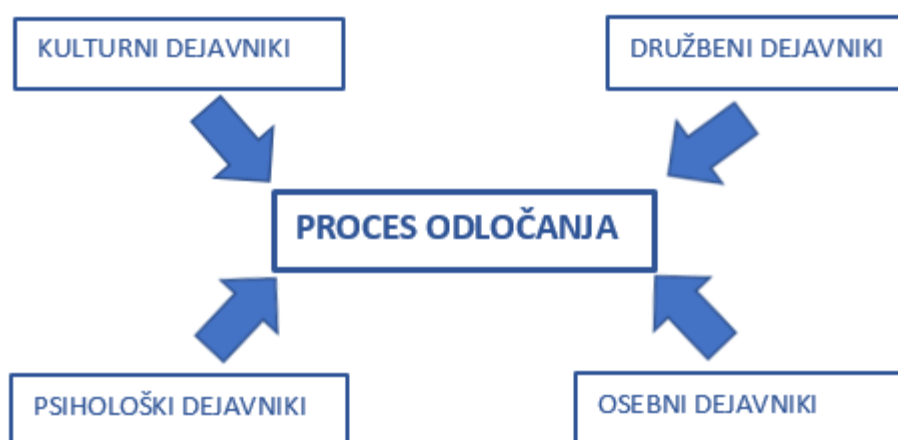 KULTURNI DEJAVNIKI
DRUŽBENI DEJAVNIKI
PROCES ODLOČANJA
PSIHOLOŠKI DEJAVNIKI
OSEBNI DEJAVNIKI